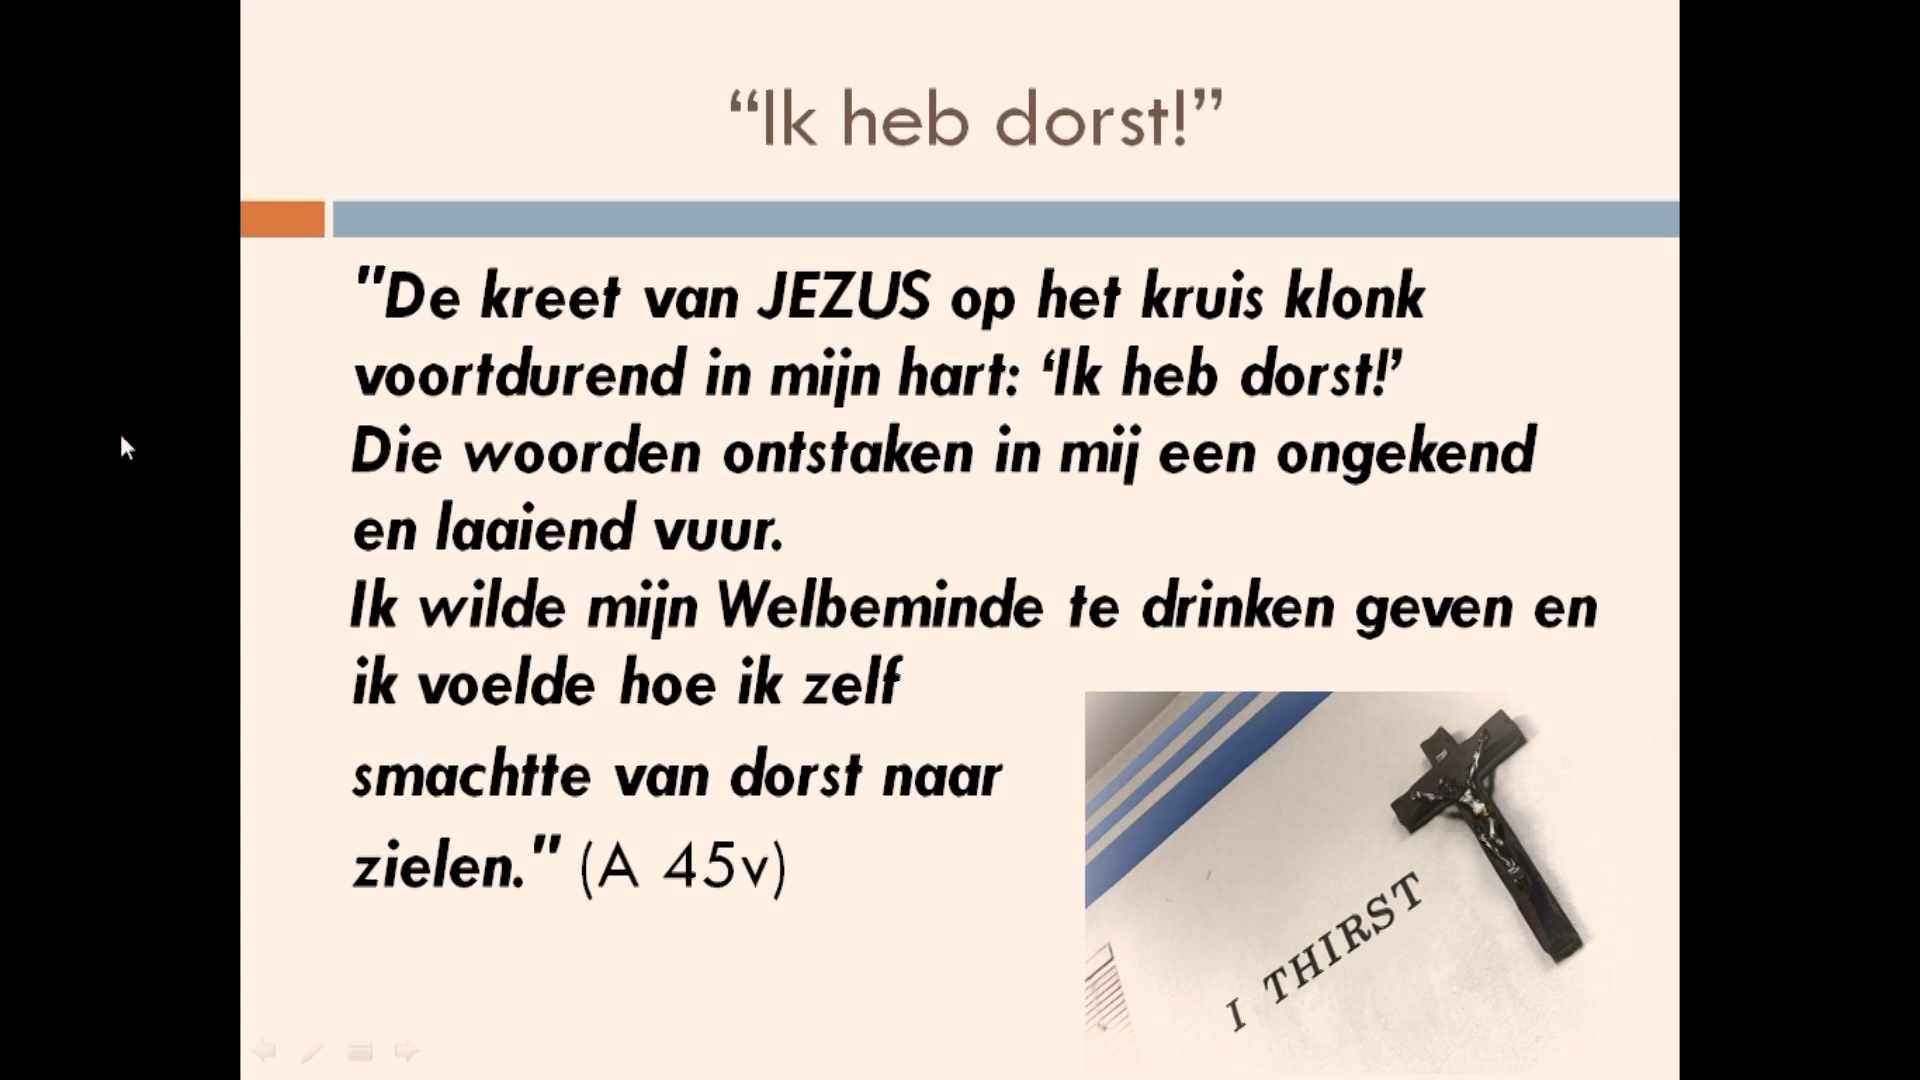 “Ik heb dorst!”
"De kreet van JEZUS op het kruis klonk
voortdurend in mijn hart: ‘Ik heb dorst!’
Die woorden ontstaken in mij een ongekend
en laaiend vuur.
Ik wilde mijn Welbeminde te drinken geven en
ik voelde hoe ik zelf
smachtte van dorst naar
zielen." (A 45v)
I THIRST